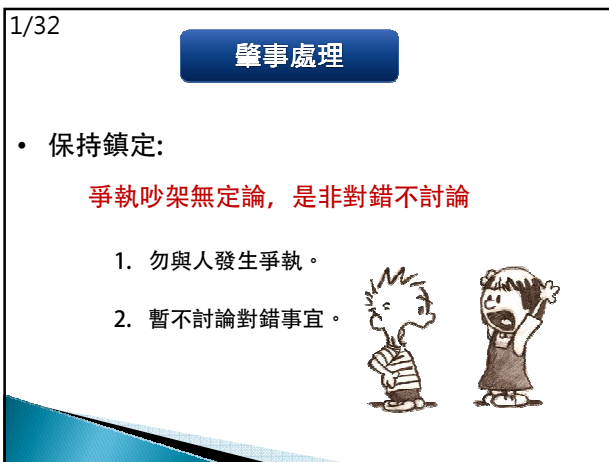 1/32
肇事處理
• 保持鎮定:
爭執吵架無定論，是非對錯不討論
1. 勿與人發生爭執。
2. 暫不討論對錯事宜。